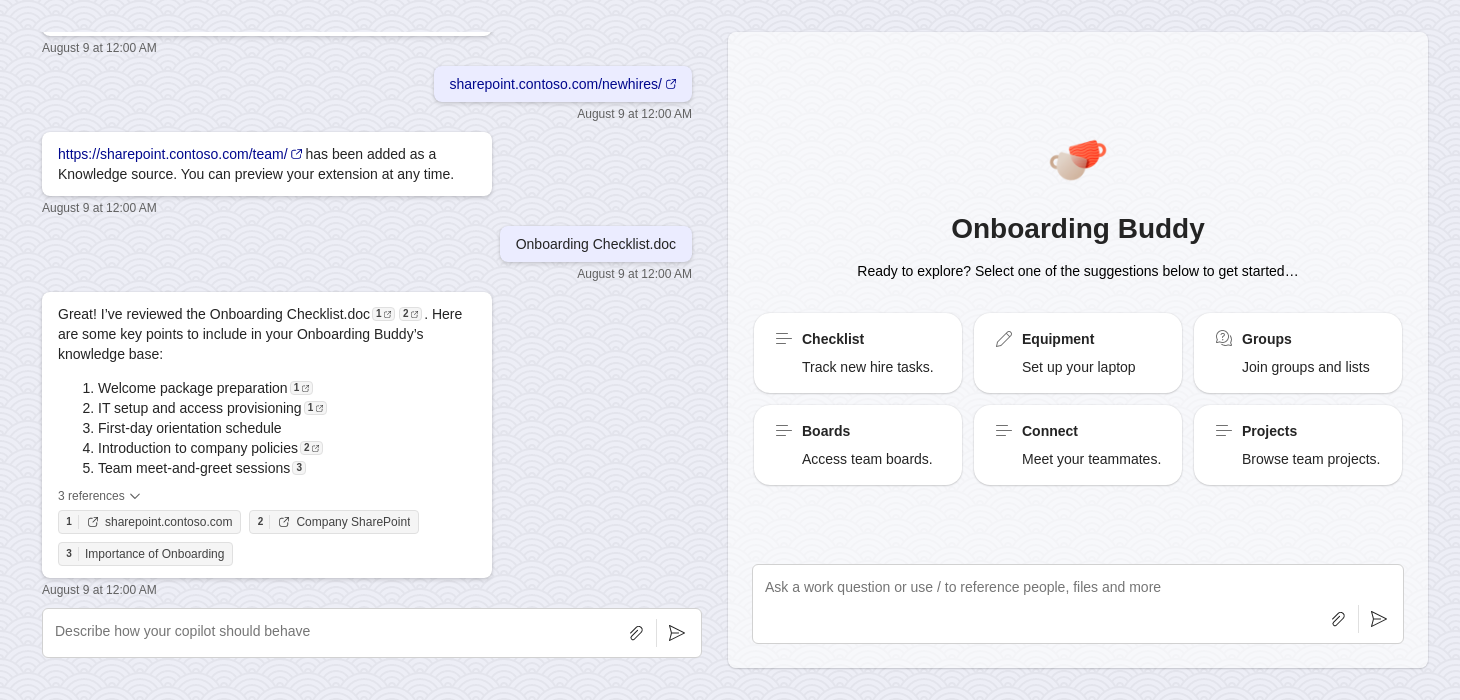 August 9 at 12:00 AM
sharepoint.contoso.com/newhires/
August 9 at 12:00 AM
https://sharepoint.contoso.com/team/ has been added as a
Knowledge source. You can preview your extension at any time.
August 9 at 12:00 AM
Onboarding Checklist.doc
August 9 at 12:00 AM
Great! I’ve reviewed the Onboarding Checklist.doc 1 2 . Here
are some key points to include in your Onboarding Buddy’s
knowledge base:
1. Welcome package preparation 1
2. IT setup and access provisioning 1
3. First-day orientation schedule
4. Introduction to company policies 2
5. Team meet-and-greet sessions 3
3 references
1 sharepoint.contoso.com 2 Company SharePoint
3 Importance of Onboarding
August 9 at 12:00 AM
Describe how your copilot should behave
Onboarding Buddy
Ready to explore? Select one of the suggestions below to get started…
Checklist
Track new hire tasks.
Equipment
Set up your laptop
Groups
Join groups and lists
Boards
Access team boards.
Connect
Meet your teammates.
Projects
Browse team projects.
Ask a work question or use / to reference people, files and more